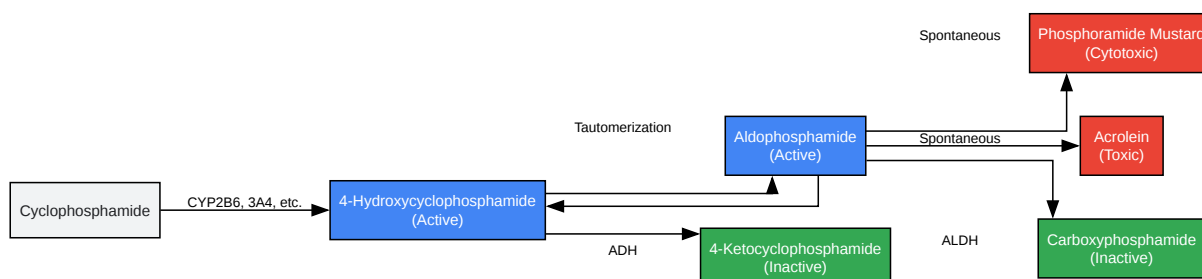 Spontaneous
Phosphoramide Mustard
(Cytotoxic)
Tautomerization
Aldophosphamide
(Active)
Spontaneous
Acrolein
(Toxic)
Cyclophosphamide
CYP2B6, 3A4, etc.
4-Hydroxycyclophosphamide
(Active)
ADH
4-Ketocyclophosphamide
(Inactive)
ALDH
Carboxyphosphamide
(Inactive)